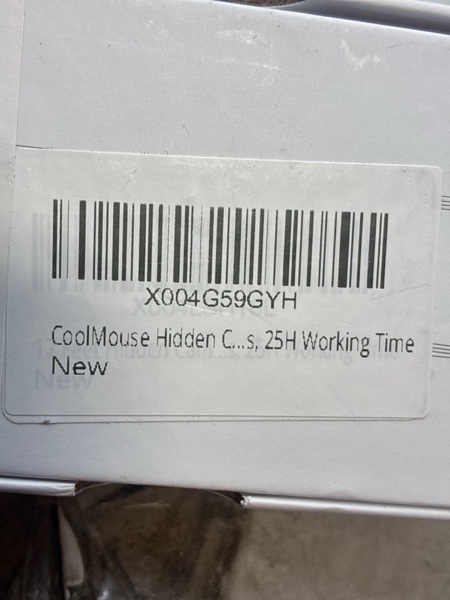 X004G59GYH
CoolMouse Hidden C...s, 25H Working Time
New